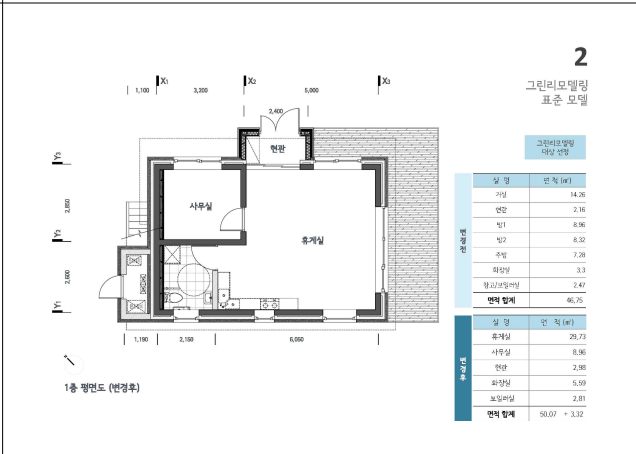 2
그린리모델링
표준 모델
X1
X2
X3
1,100
3,200
5,000
2,400
현관
Y3
사무실
휴게실
2,850
Y2
2,600
Y1
1,190
2,150
6,050
1층 평면도 (변경후)
그린리모델링
대상 선정
변경전
실 명 면 적 (㎡)
거실 14.26
현관 2.16
방1 8.96
방2 8.32
주방 7.28
화장실 3.3
창고/보일러실 2.47
면적 합계 46.75
변경후
실 명 면 적 (㎡)
휴게실 29.73
사무실 8.96
현관 2.98
화장실 5.59
보일러실 2.81
면적 합계 50.07 + 3.32